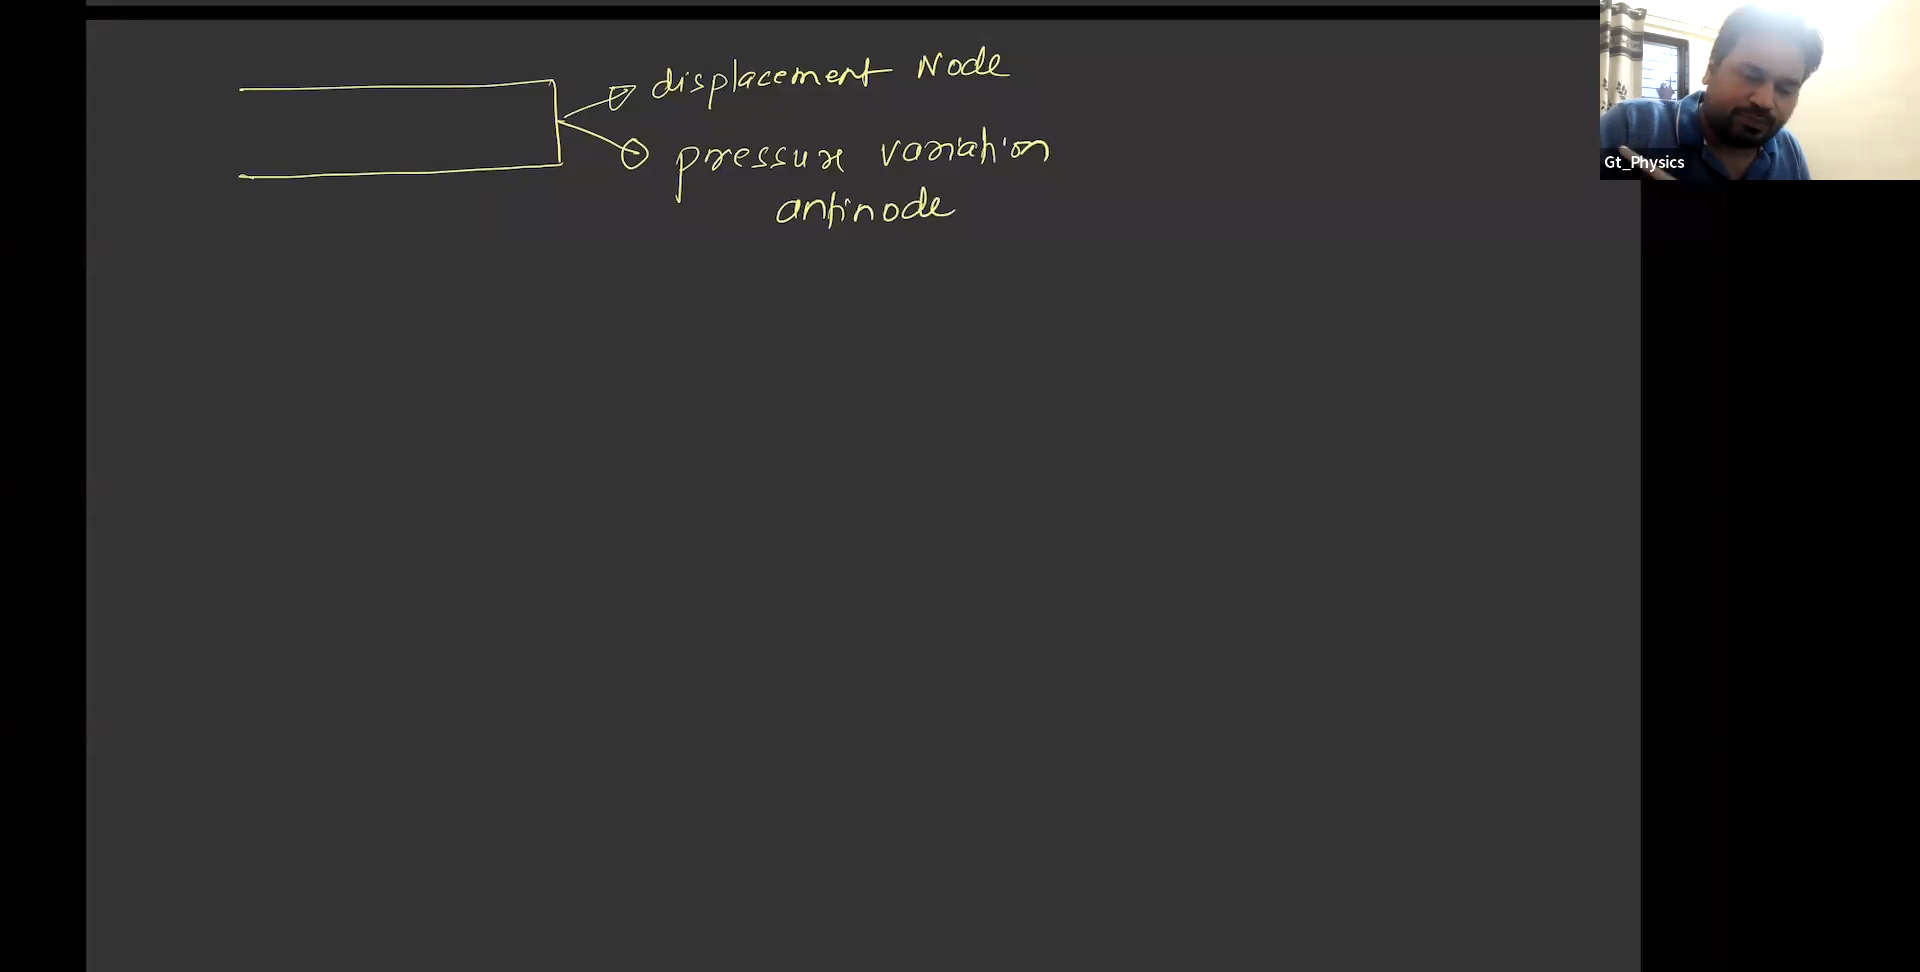 displacement Node
pressure variation
antinode
Gt_Physics